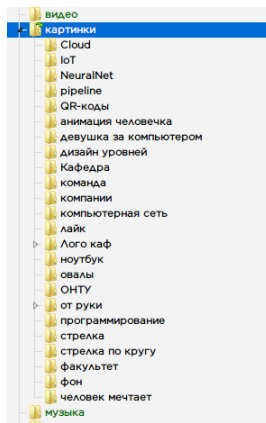 видео
картинки
Cloud
IoT
NeuralNet
pipeline
QR-коды
анимация человечка
девушка за компьютером
дизайн уровней
Кафедра
команда
компании
компьютерная сеть
лайк
Лого каф
ноутбук
овалы
ОНТУ
от руки
программирование
стрелка
стрелка по кругу
факультет
фон
человек мечтает
музыка